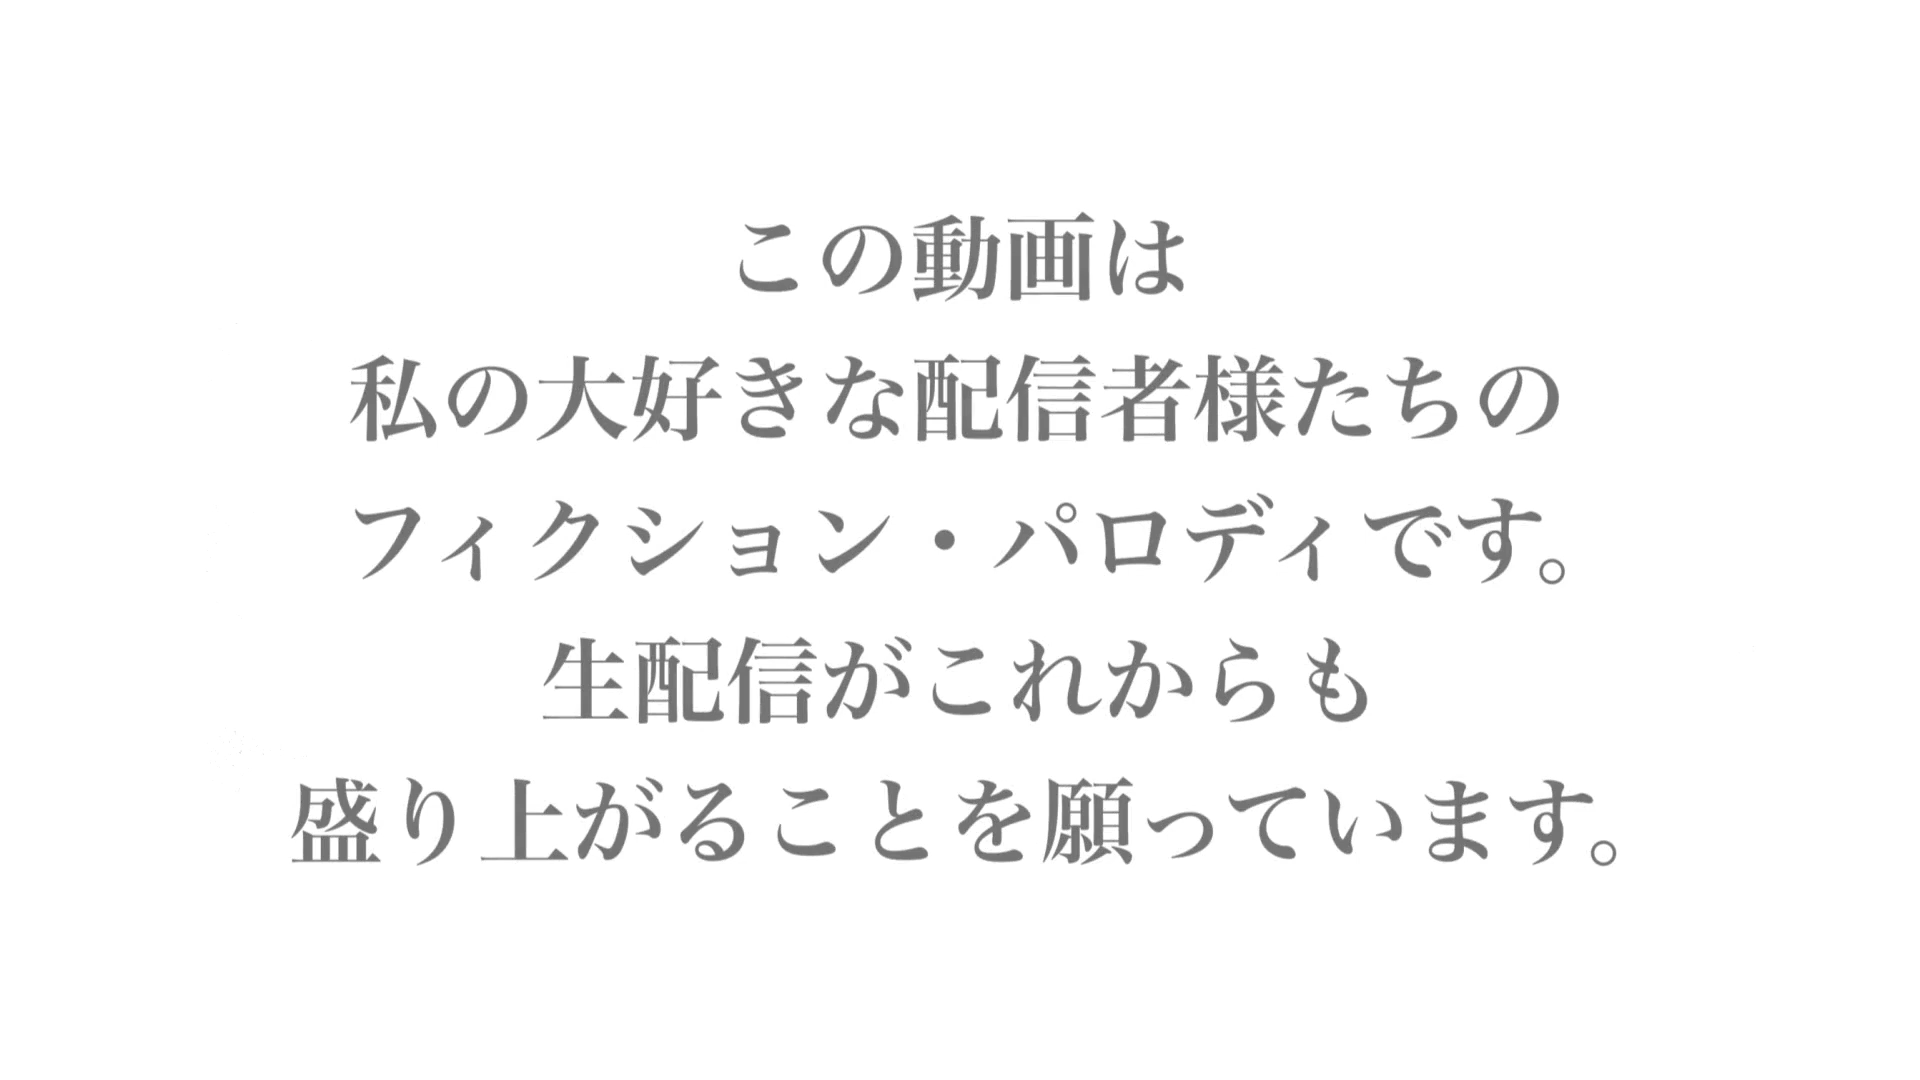 この動画は
私の大好きな配信者様たちの
フィクション・パロディです。
生配信がこれからも
盛り上がることを願っています。